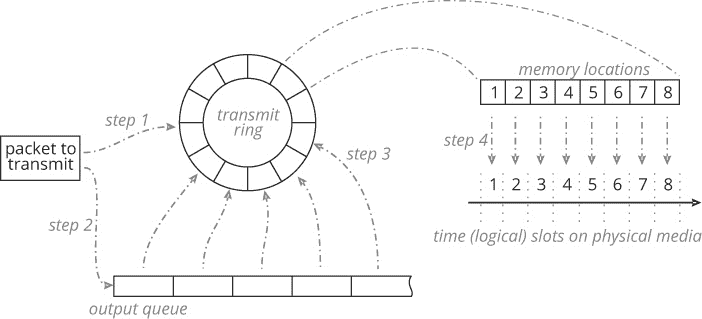 memory locations
1 2 3 4 5 6 7 8
step 1
transmit
ring
packet to
transmit
step 4
step 3
1 2 3 4 5 6 7 8
step 2
time (logical) slots on physical media
output queue